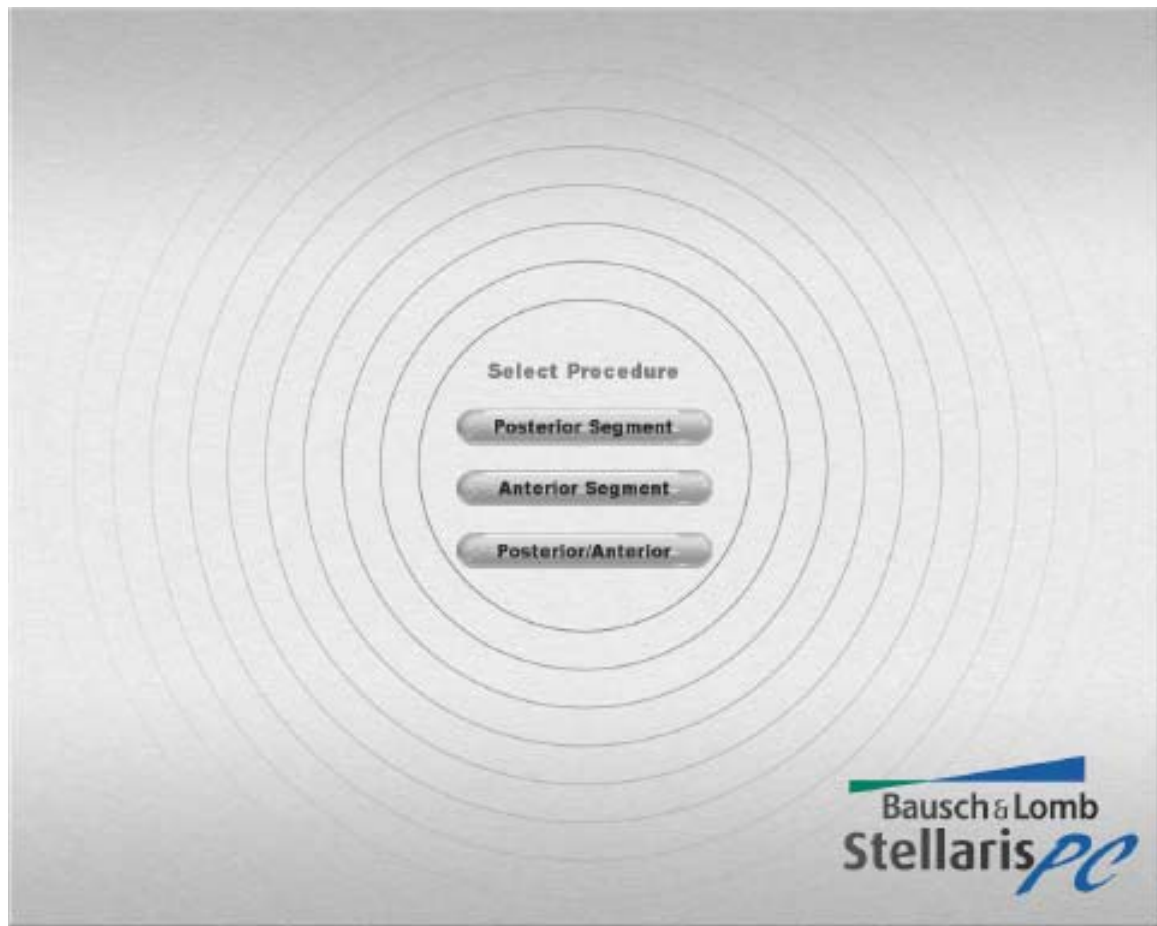 Select Procedure
Posterior Segment
Anterior Segment
Posterior/Anterior
Bausch & Lomb
Stellaris PC